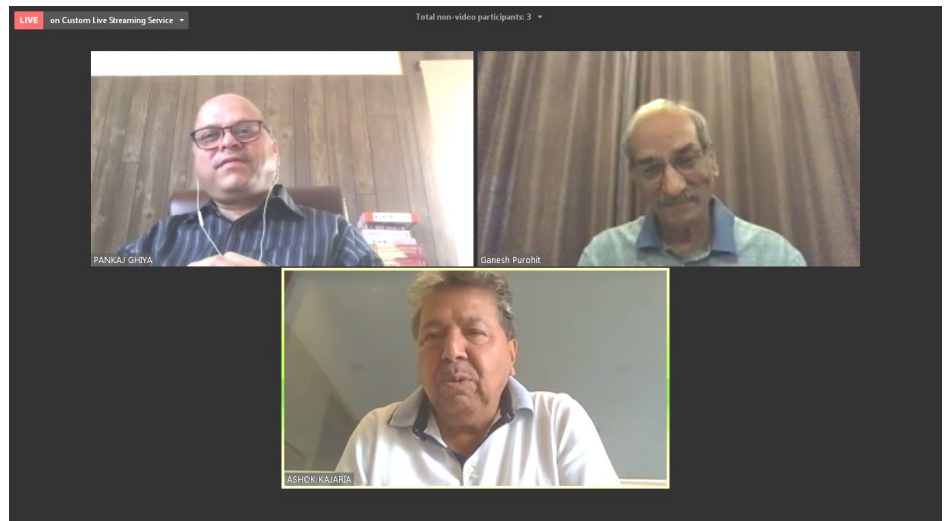 LIVE on Custom Live Streaming Service
Total non-video participants: 3
PANKAJ GHIYA
Ganesh Purohit
ASHOK KAJARIA